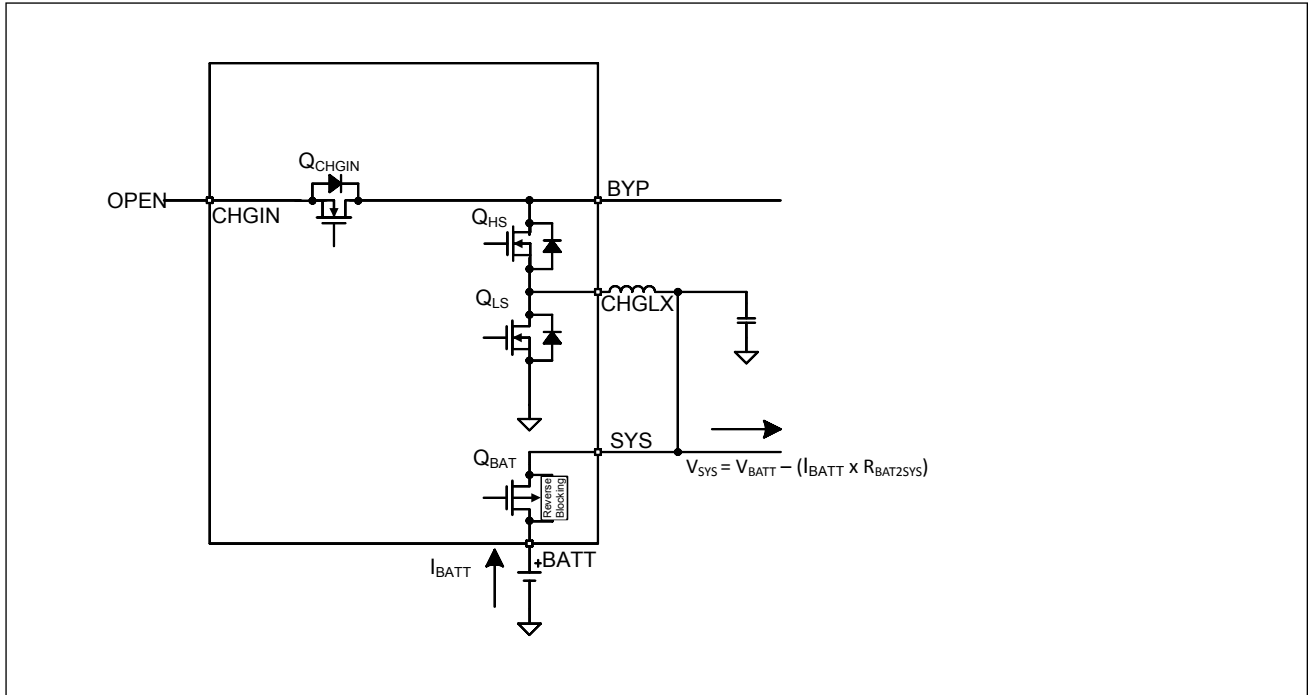 Q_CHGIN
OPEN
CHGIN
BYP
Q_HS
CHGLX
Q_LS
SYS
Q_BAT
Reverse
Blocking
V_SYS = V_BATT – (I_BATT x R_BAT2SYS)
I_BATT
+BATT